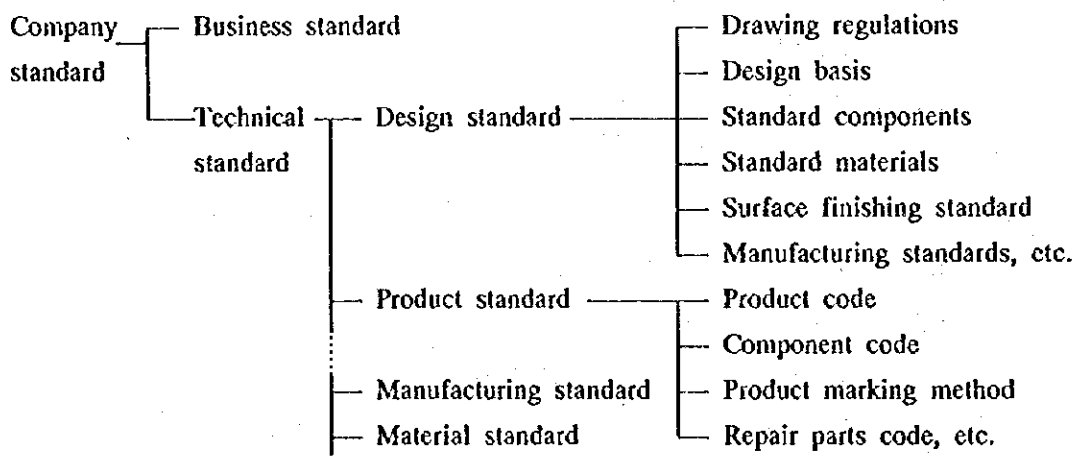 Company standard
Business standard
Technical standard
Design standard
Drawing regulations
Design basis
Standard components
Standard materials
Surface finishing standard
Manufacturing standards, etc.
Product standard
Product code
Component code
Product marking method
Repair parts code, etc.
Manufacturing standard
Material standard